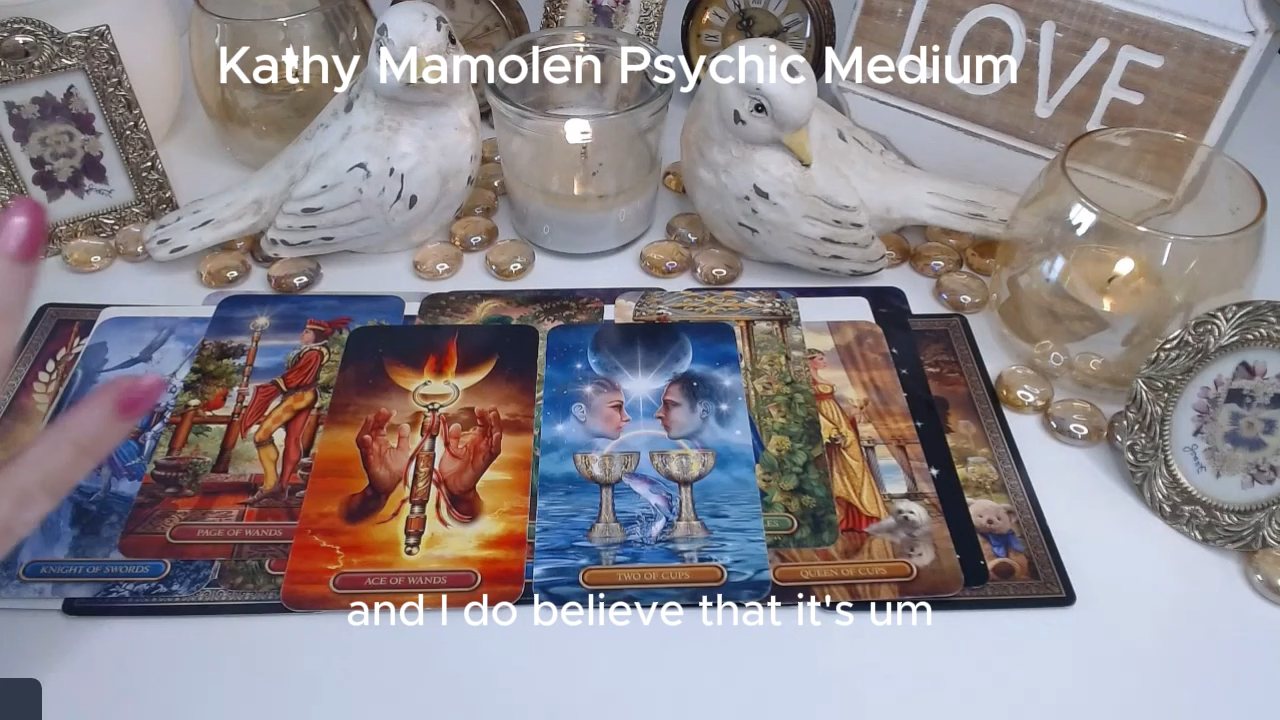 Kathy Mamolen Psychic Medium
LOVE
KNIGHT OF SWORDS
PAGE OF WANDS
ACE OF WANDS
TWO OF CUPS
QUEEN OF CUPS
and I do believe that it's um